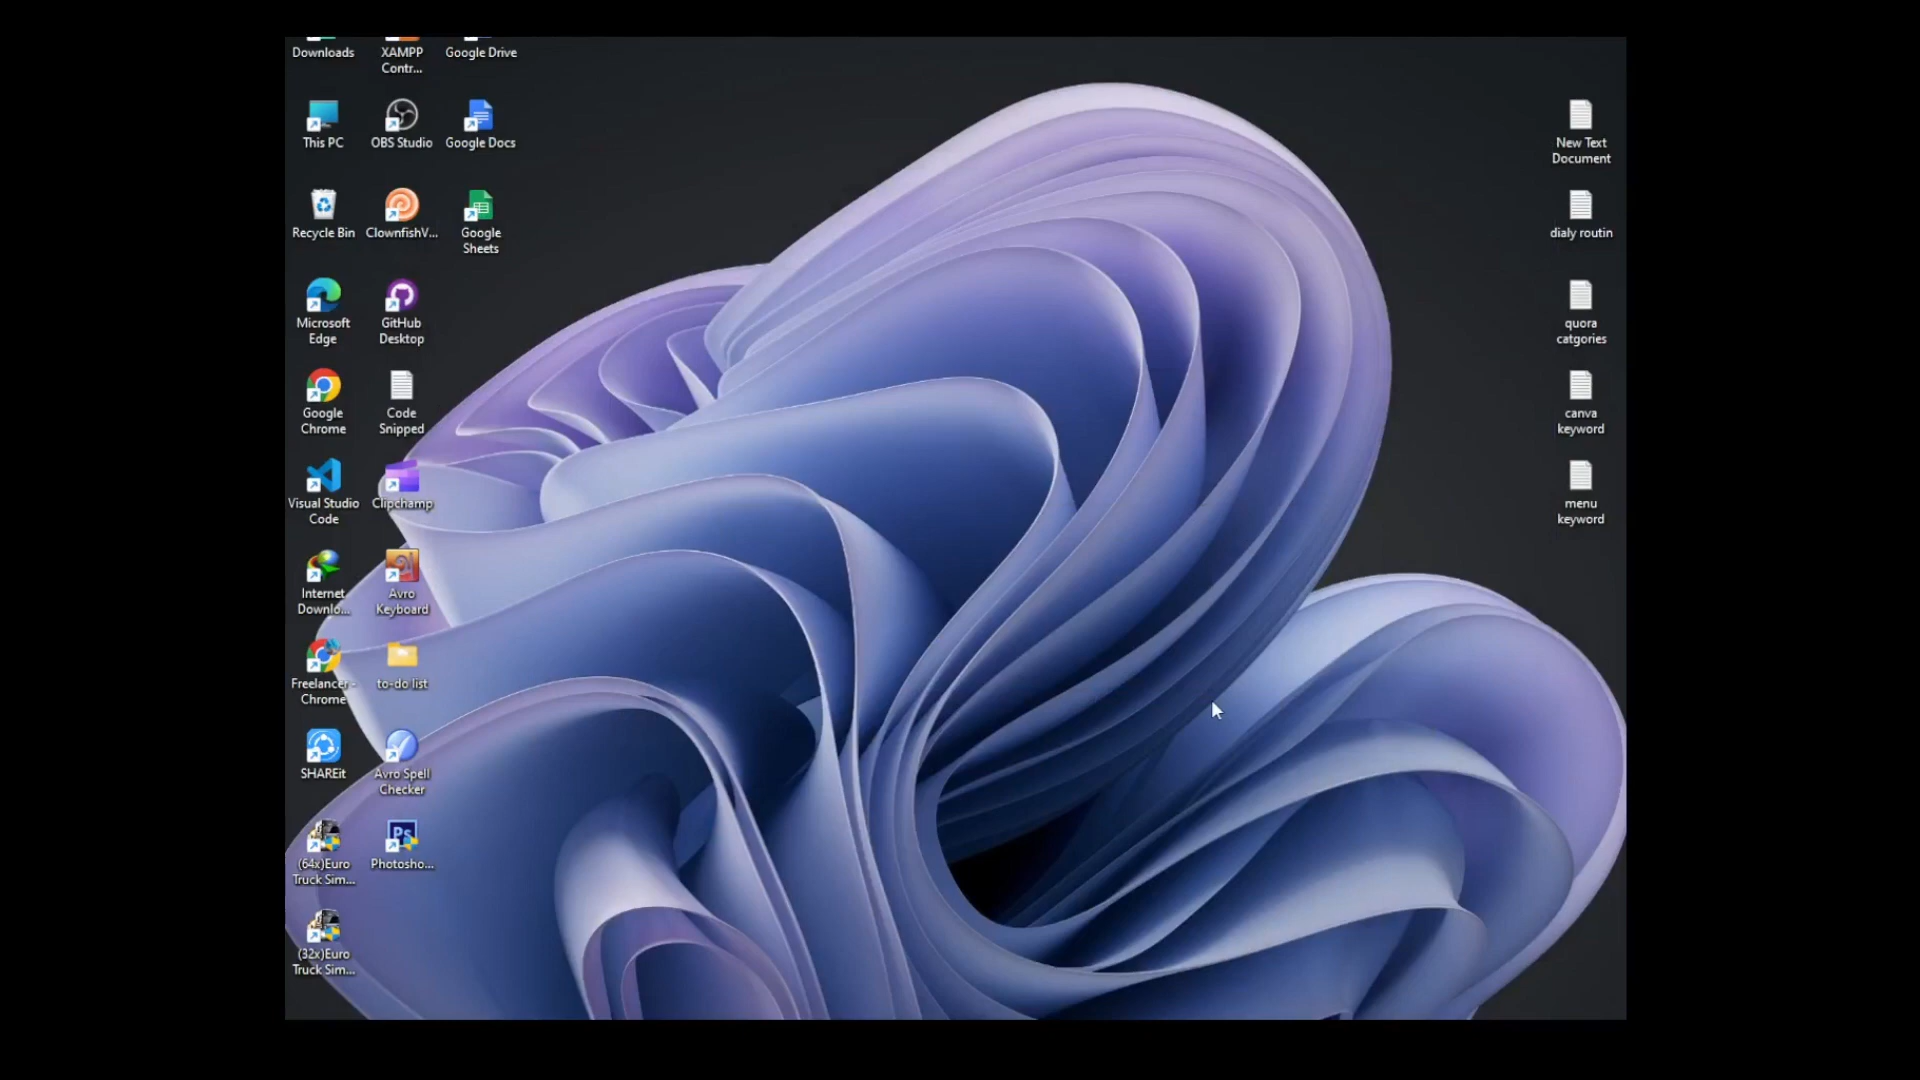 Downloads
XAMPP
Contr...
Google Drive
This PC
OBS Studio
Google Docs
Recycle Bin
ClownfishV...
Google
Sheets
Microsoft
Edge
GitHub
Desktop
Google
Chrome
Code
Snipped
Visual Studio
Code
Clipchamp
Internet
Downlo...
Avro
Keyboard
Freelancer -
Chrome
to-do list
SHAREit
Avro Spell
Checker
(64x)Euro
Truck Sim...
Ps
Photosho...
(32x)Euro
Truck Sim...
New Text
Document
dialy routin
quora
catgories
canva
keyword
menu
keyword